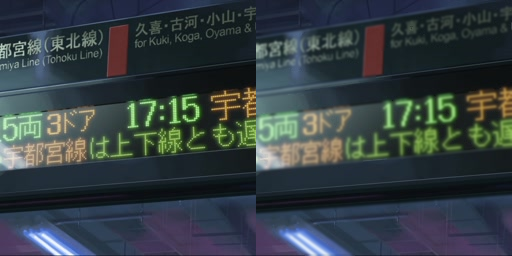 都宮線(東北線)
miya Line (Tohoku Line)
久喜・古河・小山・宇
for Kuki, Koga, Oyama &
5両 3ドア 17:15 宇都
宇都宮線は上下線とも遅
都宮線(東北線)
miya Line (Tohoku Line)
久喜・古河・小山・宇
for Kuki, Koga, Oyama &
5両 3ドア 17:15 宇都
宇都宮線は上下線とも遅